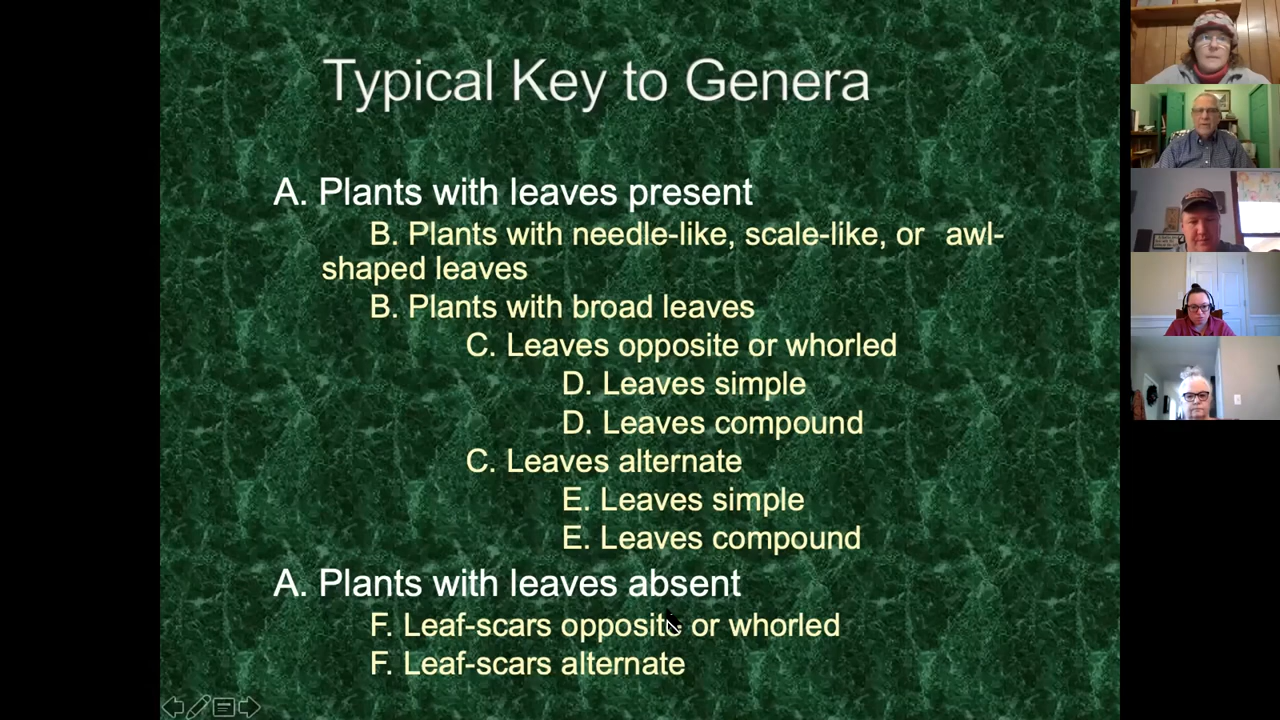 Typical Key to Genera
A. Plants with leaves present
B. Plants with needle-like, scale-like, or awl-
shaped leaves
B. Plants with broad leaves
C. Leaves opposite or whorled
D. Leaves simple
D. Leaves compound
C. Leaves alternate
E. Leaves simple
E. Leaves compound
A. Plants with leaves absent
F. Leaf-scars opposite or whorled
F. Leaf-scars alternate